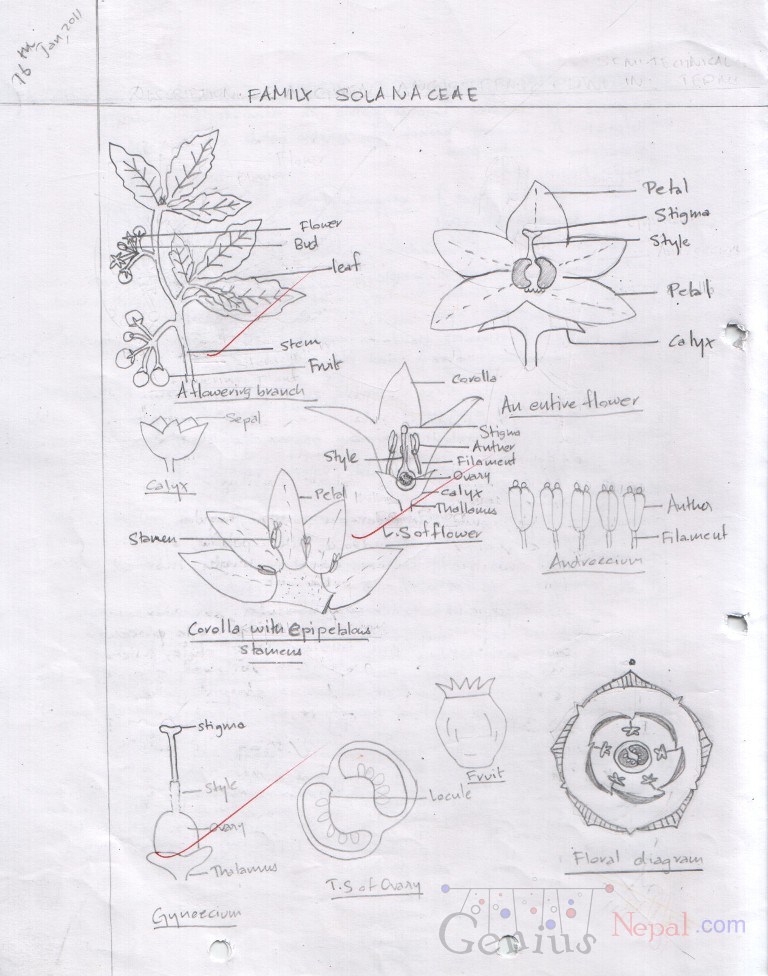 16th
Jan, 2011
FAMILY SOLANACEAE
Flower
Bud
leaf
Stem
Fruit
A flowering branch
Petal
Stigma
Style
Petal
Calyx
An entire flower
Sepal
Calyx
Corolla
Stigma
Anther
Filament
Style
Ovary
Calyx
Thallamus
L.S of flower
Petal
Stamen
Corolla with epipetalous
stamens
Anther
Filament
Androecium
Stigma
Style
Ovary
Thalamus
Gynoecium
Locule
T.S of Ovary
Fruit
Floral diagram
Genius Nepal.com